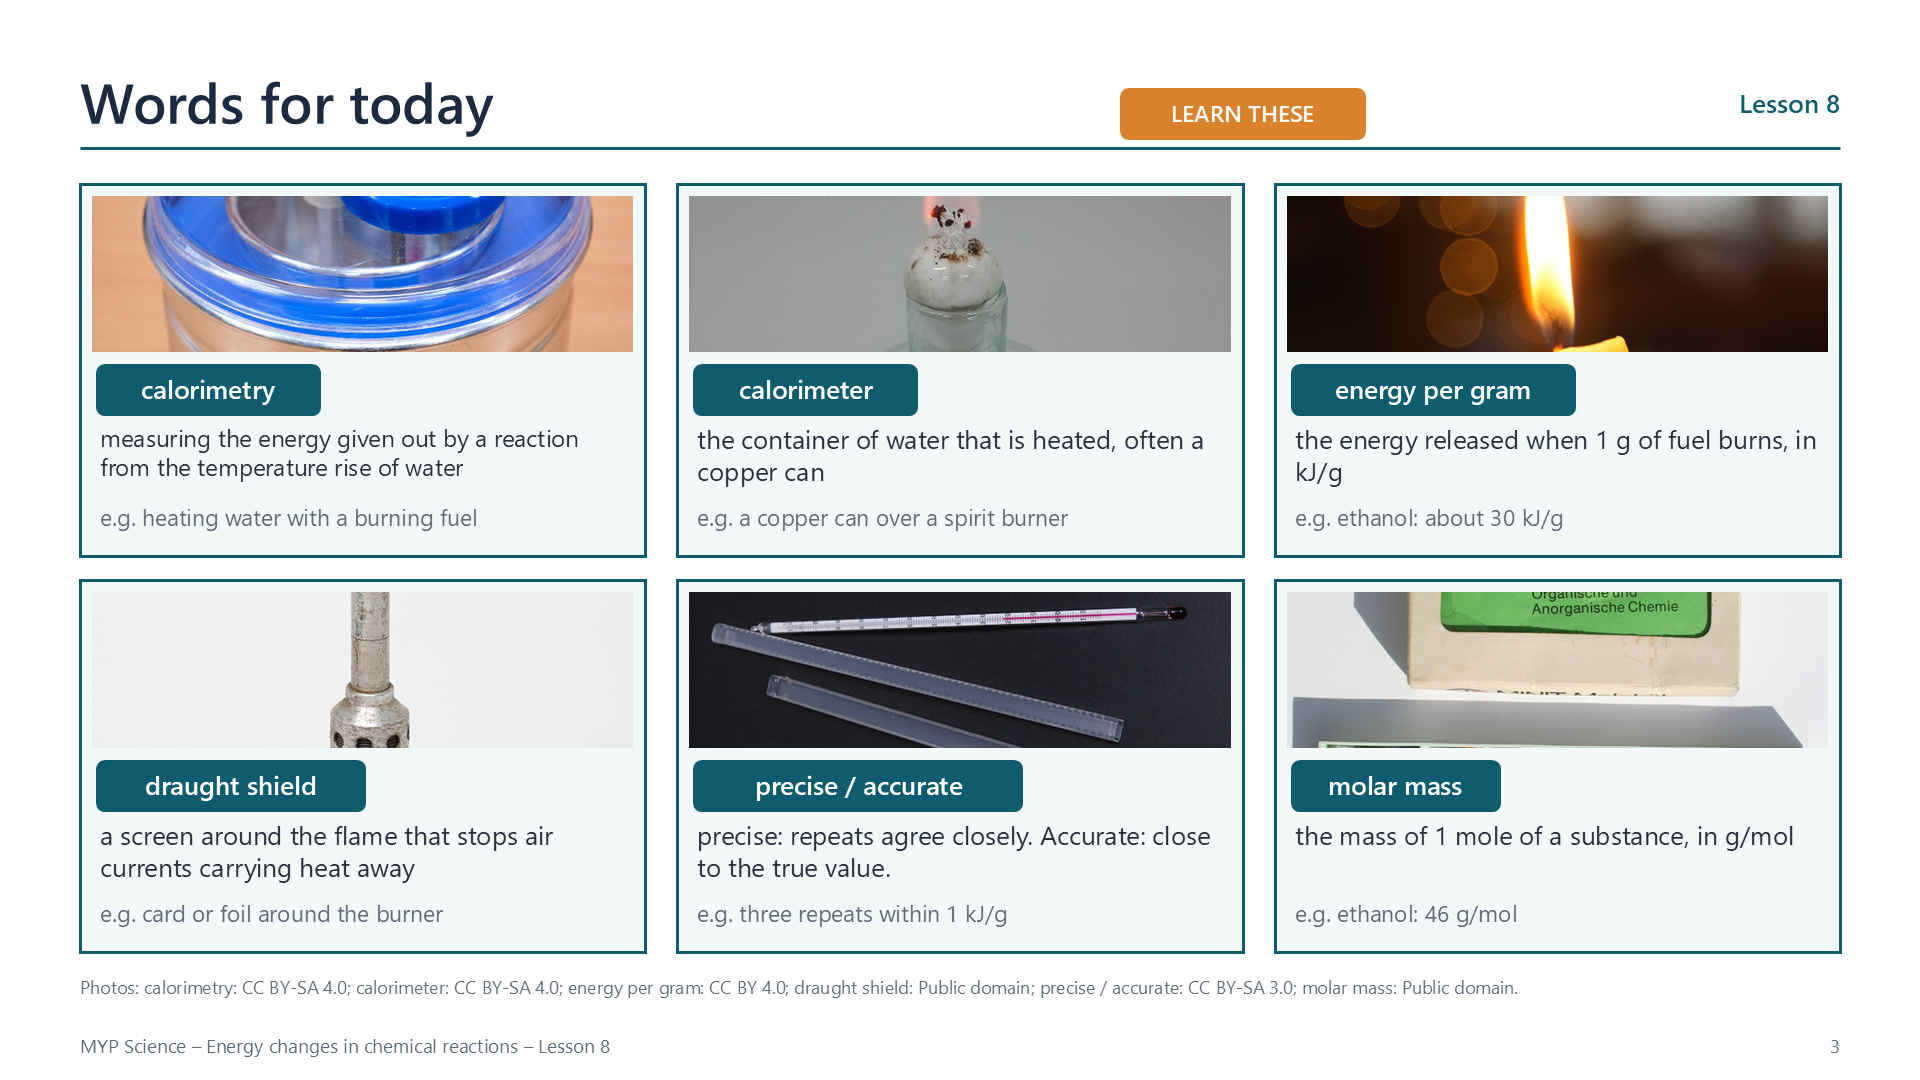 Words for today
LEARN THESE
Lesson 8
calorimetry
measuring the energy given out by a reaction
from the temperature rise of water
e.g. heating water with a burning fuel
calorimeter
the container of water that is heated, often a
copper can
e.g. a copper can over a spirit burner
energy per gram
the energy released when 1 g of fuel burns, in
kJ/g
e.g. ethanol: about 30 kJ/g
draught shield
a screen around the flame that stops air
currents carrying heat away
e.g. card or foil around the burner
precise / accurate
precise: repeats agree closely. Accurate: close
to the true value.
e.g. three repeats within 1 kJ/g
Organische und
Anorganische Chemie
molar mass
the mass of 1 mole of a substance, in g/mol
e.g. ethanol: 46 g/mol
Photos: calorimetry: CC BY-SA 4.0; calorimeter: CC BY-SA 4.0; energy per gram: CC BY 4.0; draught shield: Public domain; precise / accurate: CC BY-SA 3.0; molar mass: Public domain.
MYP Science – Energy changes in chemical reactions – Lesson 8
3